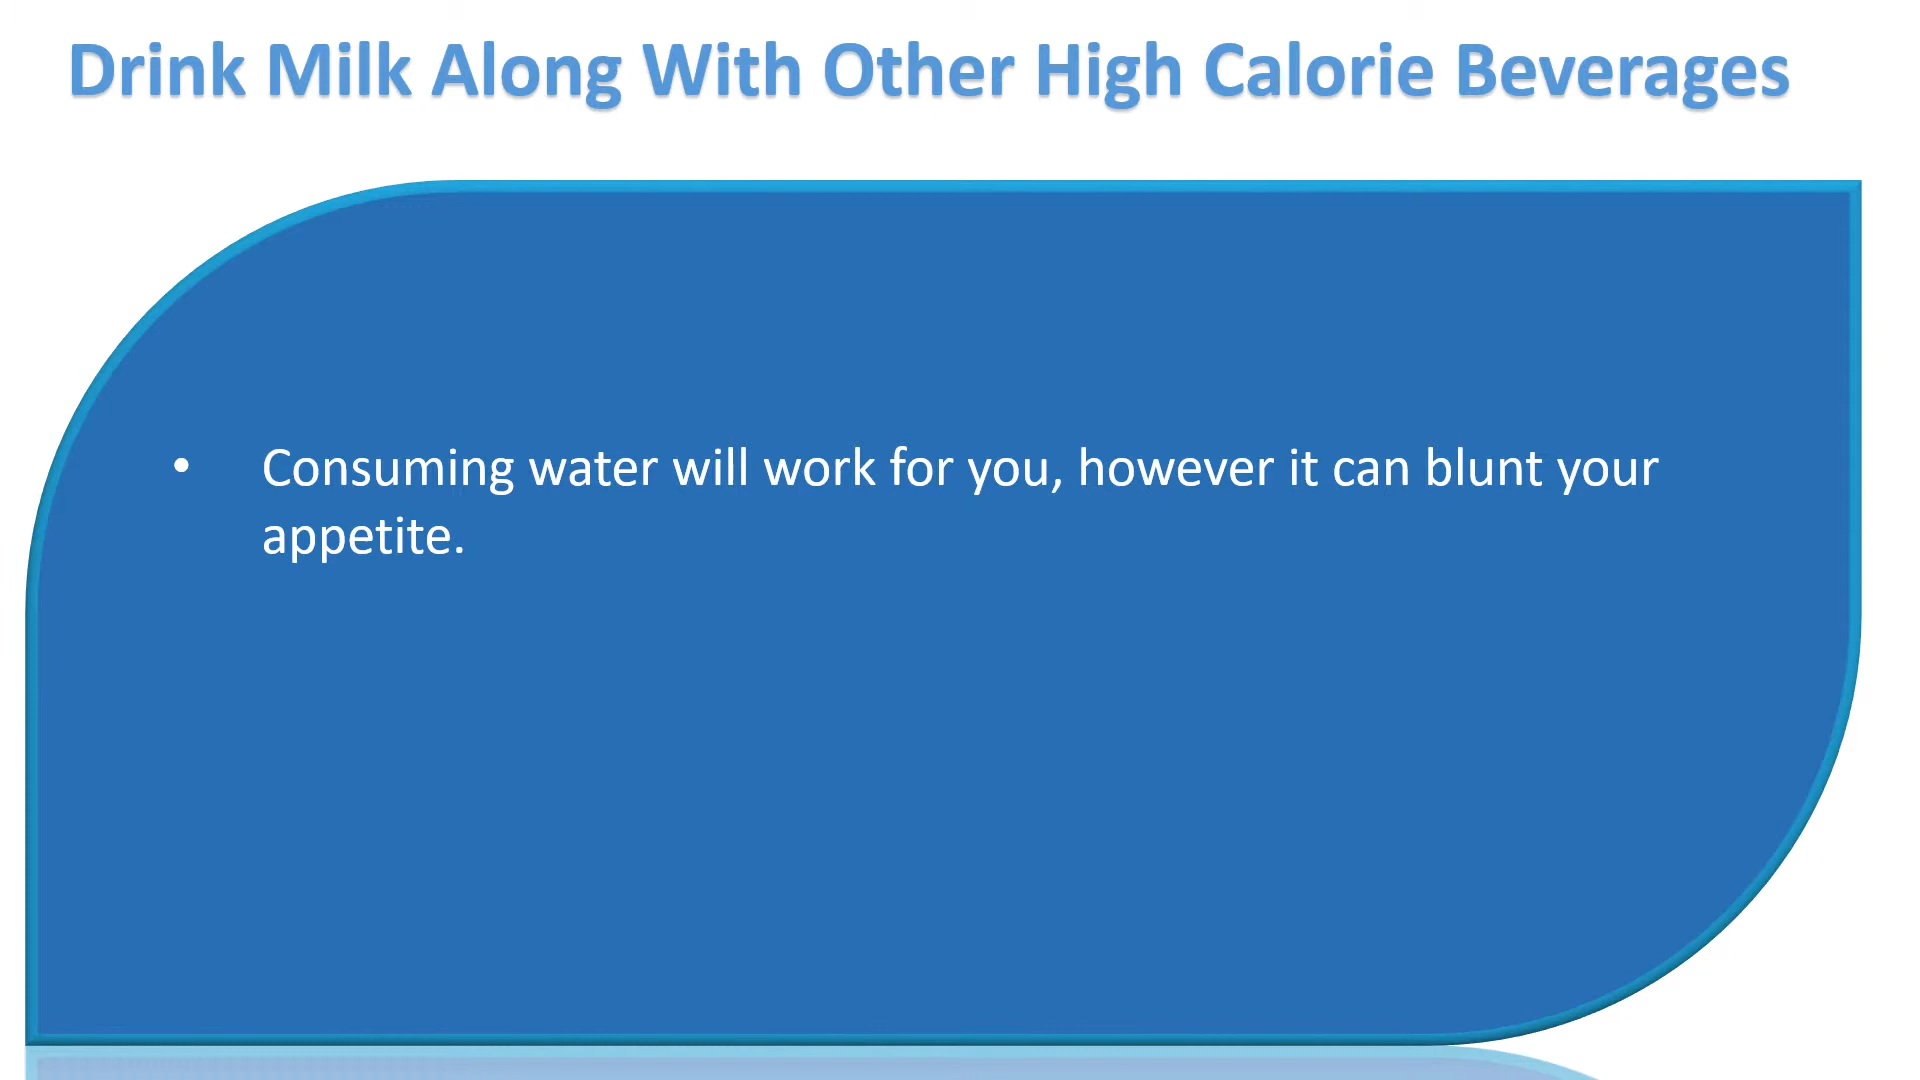 Drink Milk Along With Other High Calorie Beverages
• Consuming water will work for you, however it can blunt your
appetite.